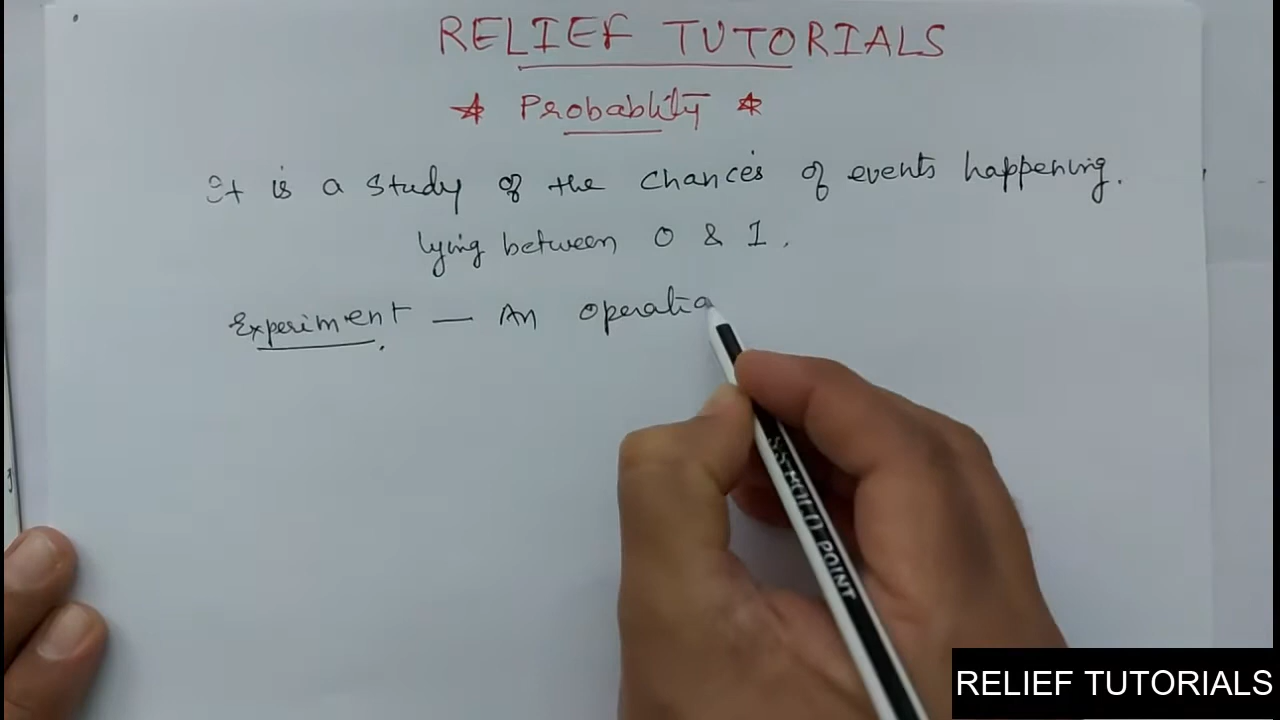 RELIEF TUTORIALS
★ Probablity ★
It is a study of the chances of events happening.
lying between 0 & 1.
Experiment — An operatio
POINT
RELIEF TUTORIALS